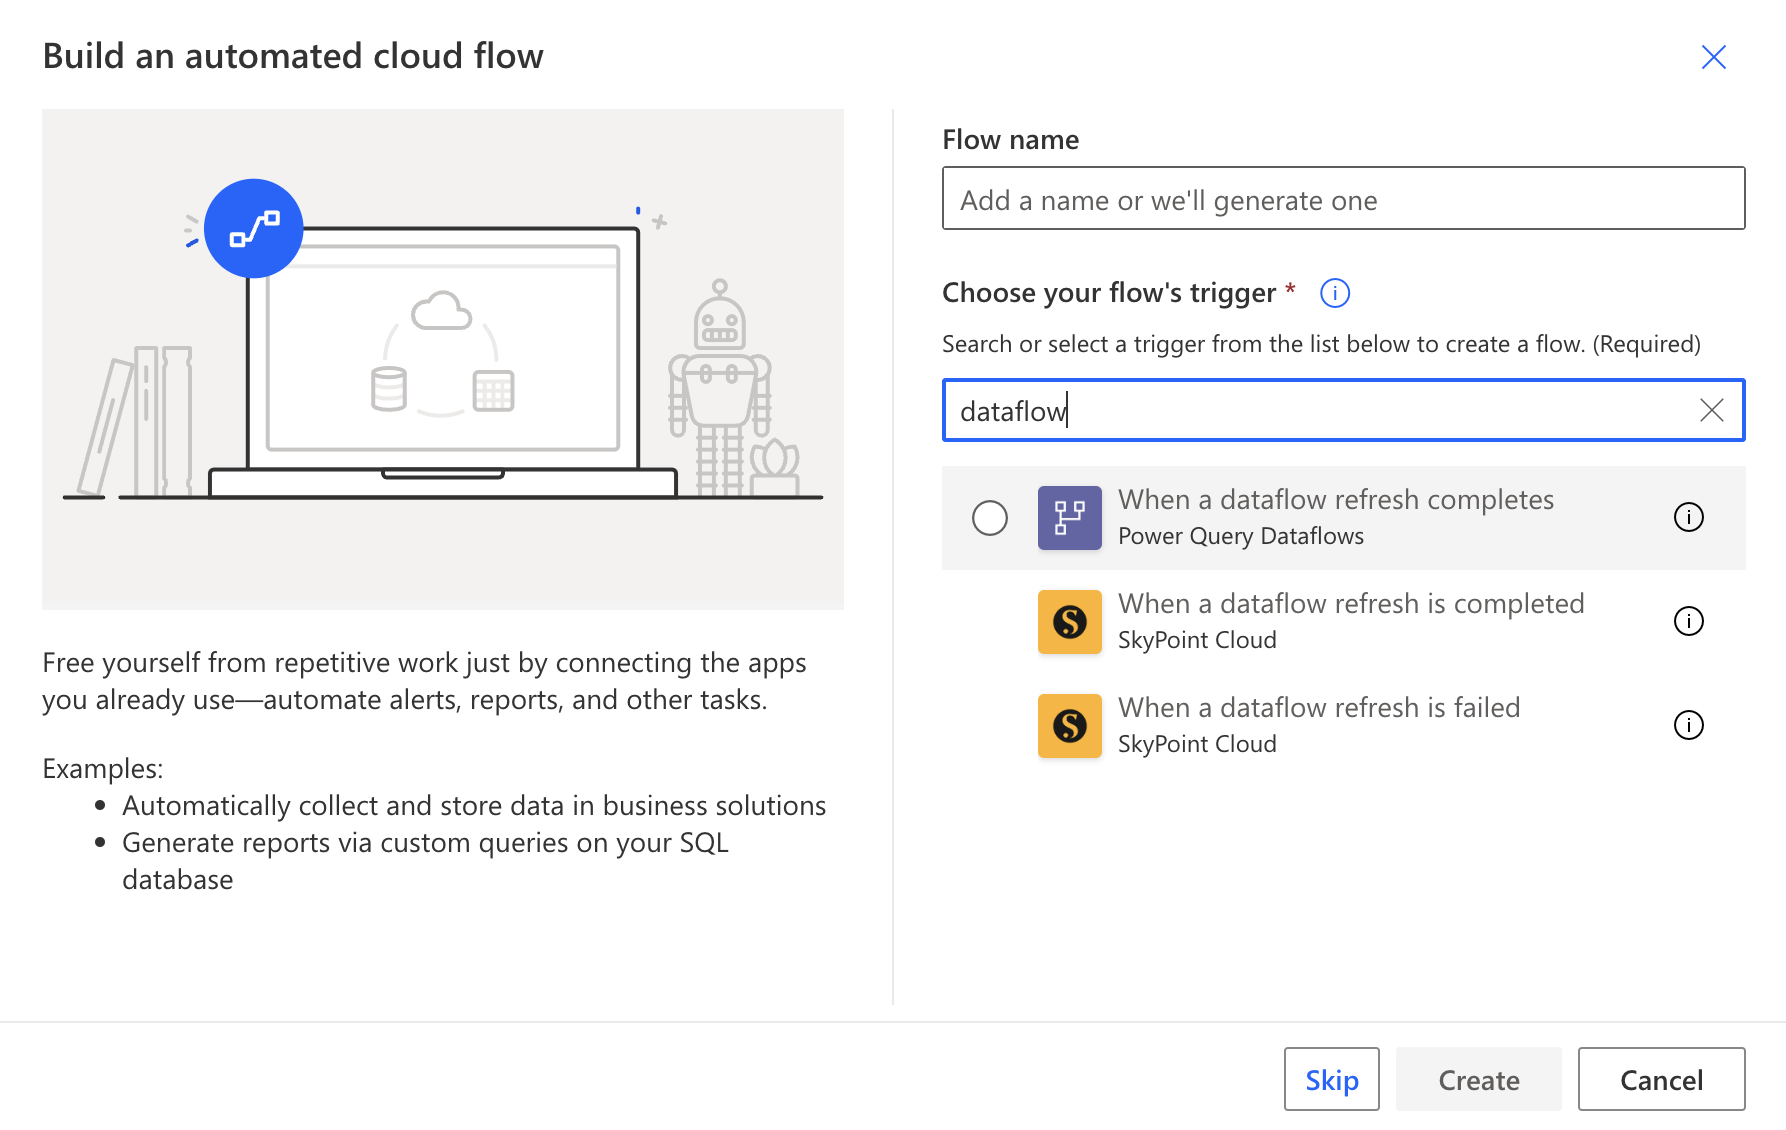 Build an automated cloud flow
Free yourself from repetitive work just by connecting the apps
you already use—automate alerts, reports, and other tasks.
Examples:
Automatically collect and store data in business solutions
Generate reports via custom queries on your SQL
database
Flow name
Add a name or we'll generate one
Choose your flow's trigger *
Search or select a trigger from the list below to create a flow. (Required)
dataflow
When a dataflow refresh completes
Power Query Dataflows
When a dataflow refresh is completed
SkyPoint Cloud
When a dataflow refresh is failed
SkyPoint Cloud
Skip
Create
Cancel